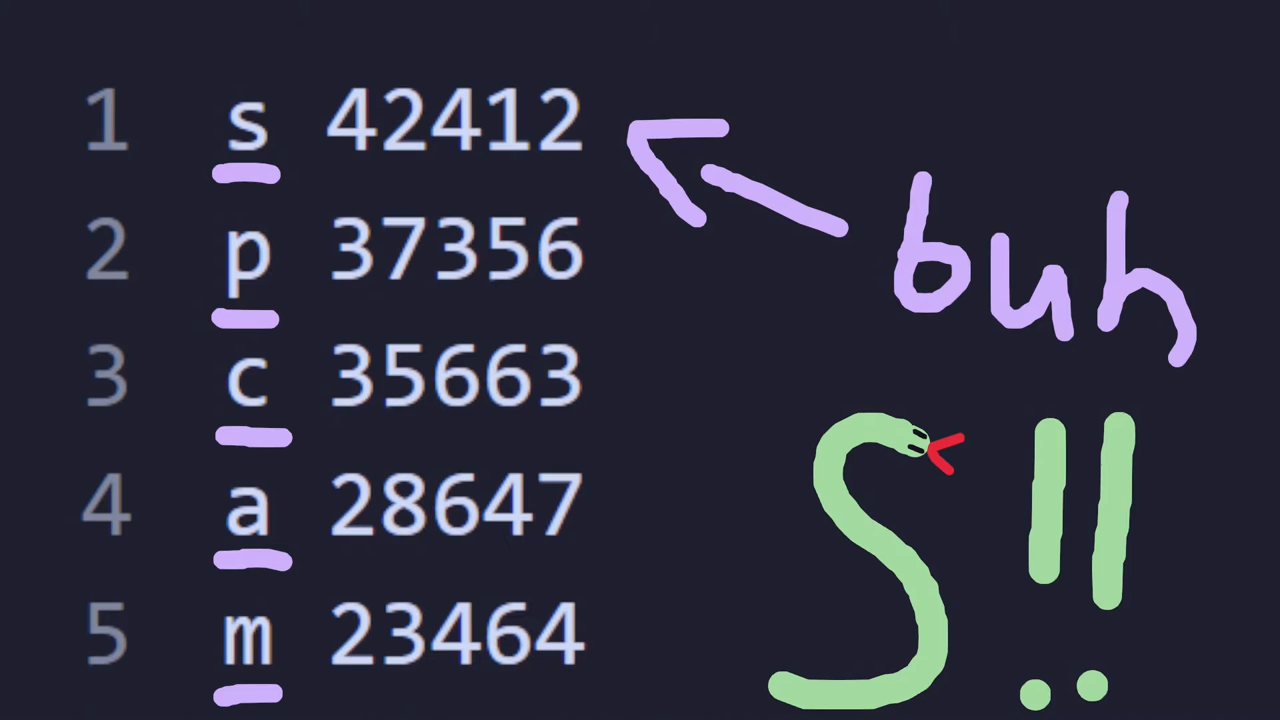 1 s 42412
2 p 37356
3 c 35663
4 a 28647
5 m 23464
buh
S!!